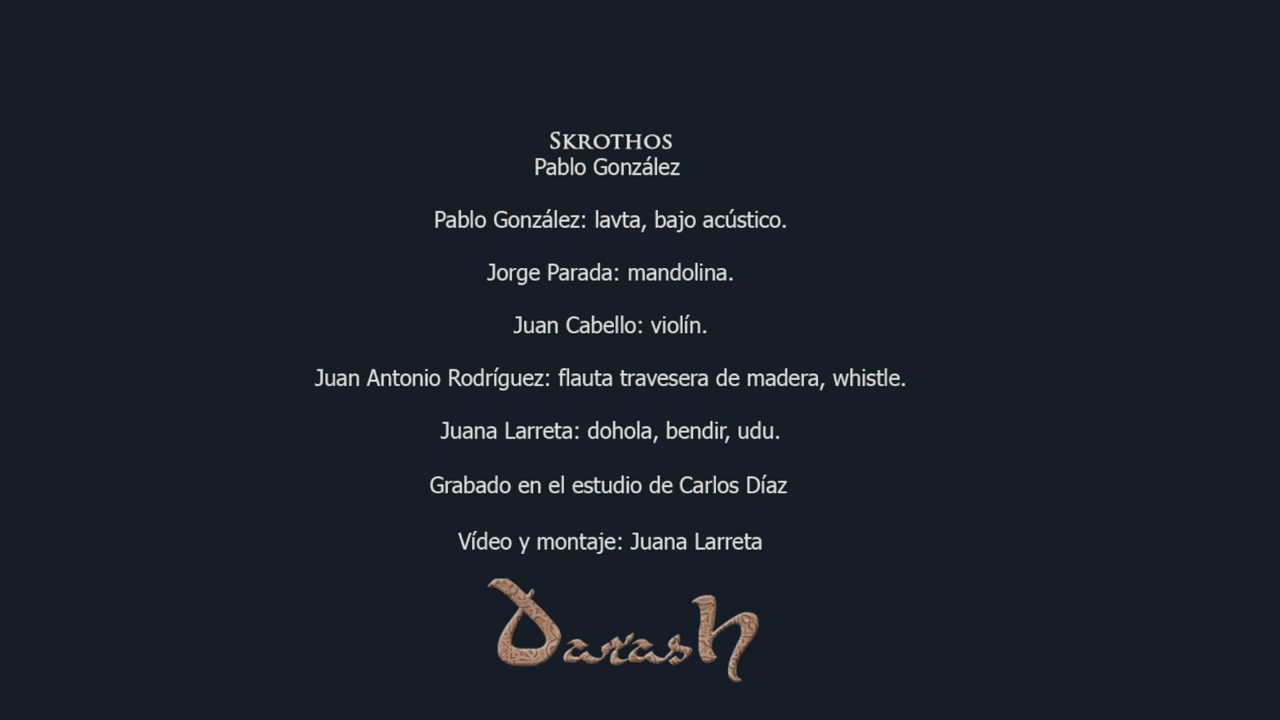 SKROTHOS
Pablo González
Pablo González: lavta, bajo acústico.
Jorge Parada: mandolina.
Juan Cabello: violín.
Juan Antonio Rodríguez: flauta travesera de madera, whistle.
Juana Larreta: dohola, bendir, udu.
Grabado en el estudio de Carlos Díaz
Vídeo y montaje: Juana Larreta
Darash